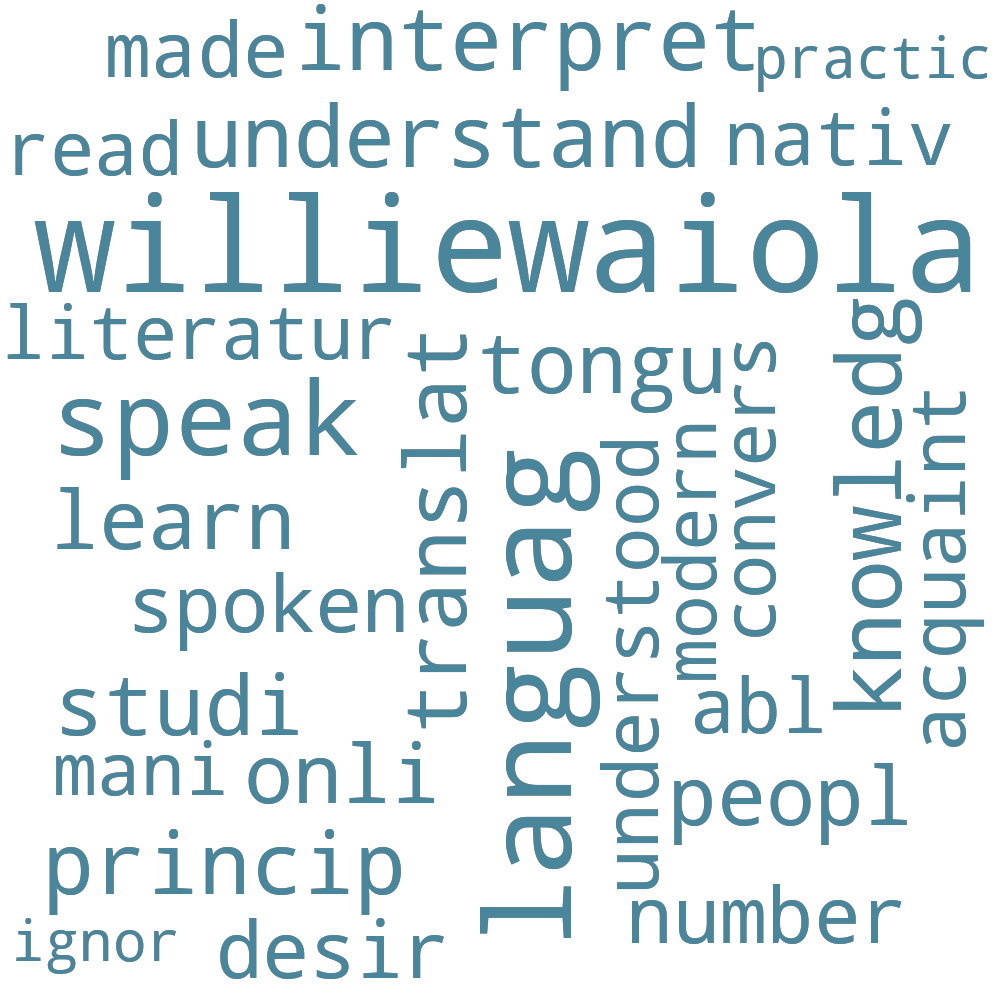 made interpret practic
read understand nativ
williewaiola
literatur
translat
tongu
convers
knowledg
speak
acquaint
modern
understood
languag
learn
spoken
studi
abl
mani onli
peopl
princip
number
ignor desir